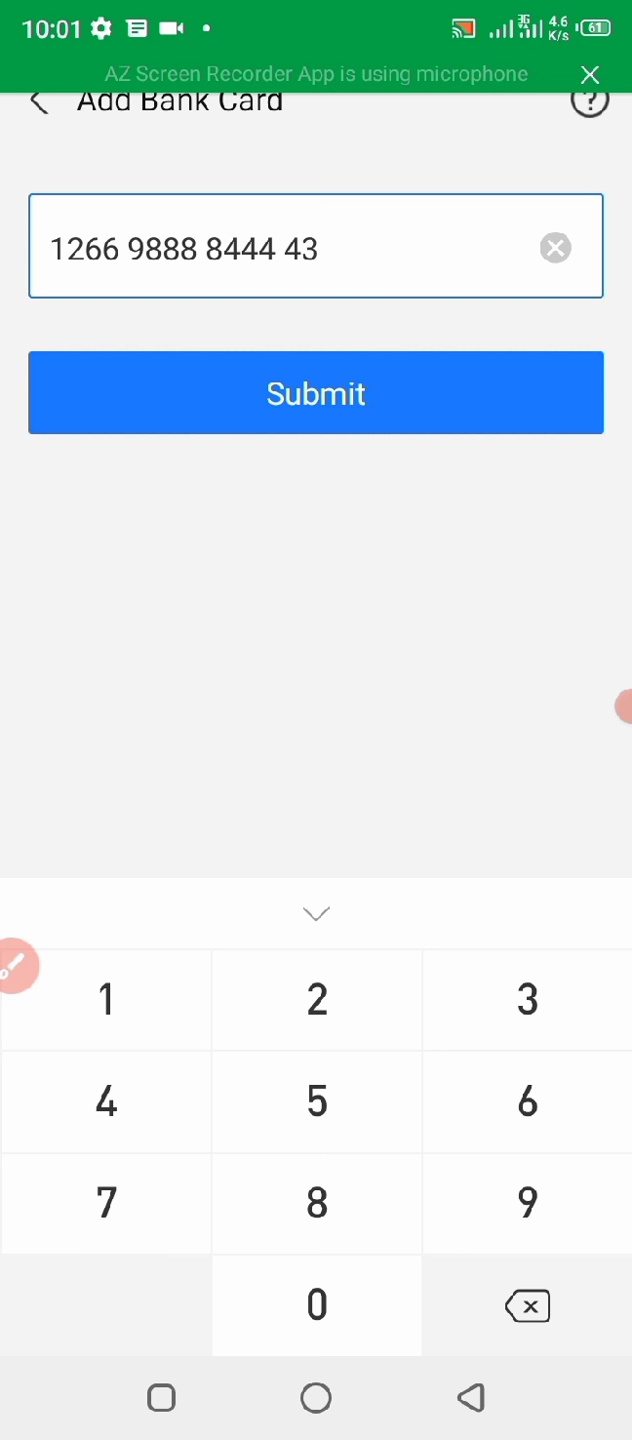 10:01 3G 4.6 K/s 61
AZ Screen Recorder App is using microphone
Add Bank Card
1266 9888 8444 43
Submit
1 2 3
4 5 6
7 8 9
0